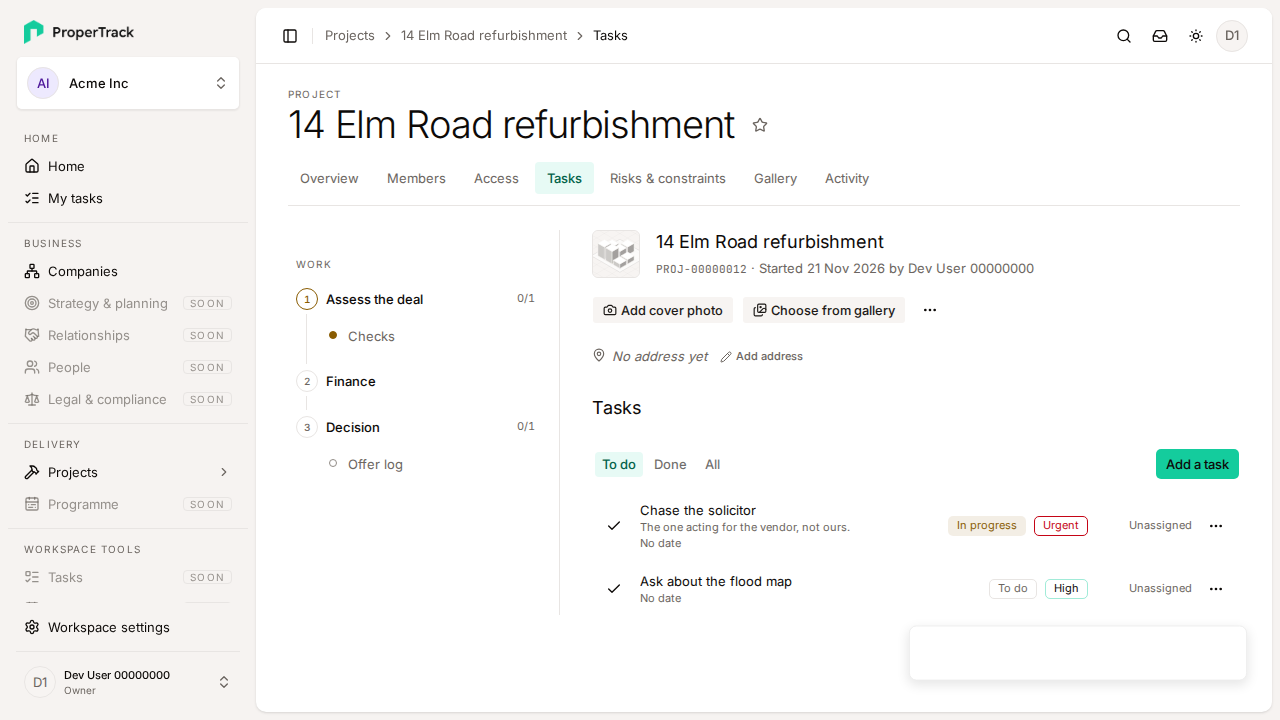 ProperTrack
AI
Acme Inc
HOME
Home
My tasks
BUSINESS
Companies
Strategy & planning SOON
Relationships SOON
People SOON
Legal & compliance SOON
DELIVERY
Projects
Programme SOON
WORKSPACE TOOLS
Tasks SOON
Workspace settings
D1
Dev User 00000000
Owner
Projects > 14 Elm Road refurbishment > Tasks
D1
PROJECT
14 Elm Road refurbishment
Overview Members Access Tasks Risks & constraints Gallery Activity
WORK
1 Assess the deal 0/1
Checks
2 Finance
3 Decision 0/1
Offer log
14 Elm Road refurbishment
PROJ-00000012 · Started 21 Nov 2026 by Dev User 00000000
Add cover photo Choose from gallery
No address yet Add address
Tasks
To do Done All Add a task
Chase the solicitor
The one acting for the vendor, not ours.
No date
In progress Urgent Unassigned
Ask about the flood map
No date
To do High Unassigned